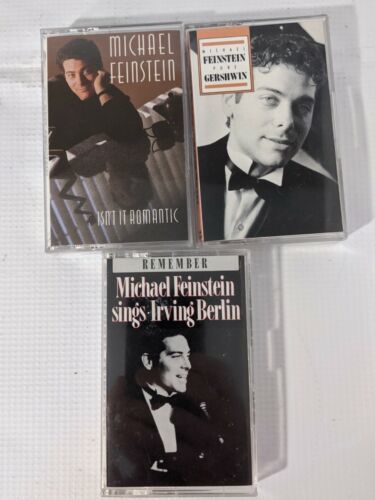 MICHAEL
FEINSTEIN
ISN'T IT ROMANTIC
MICHAEL
FEINSTEIN
PURE
GERSHWIN
REMEMBER
Michael Feinstein
sings·Irving Berlin